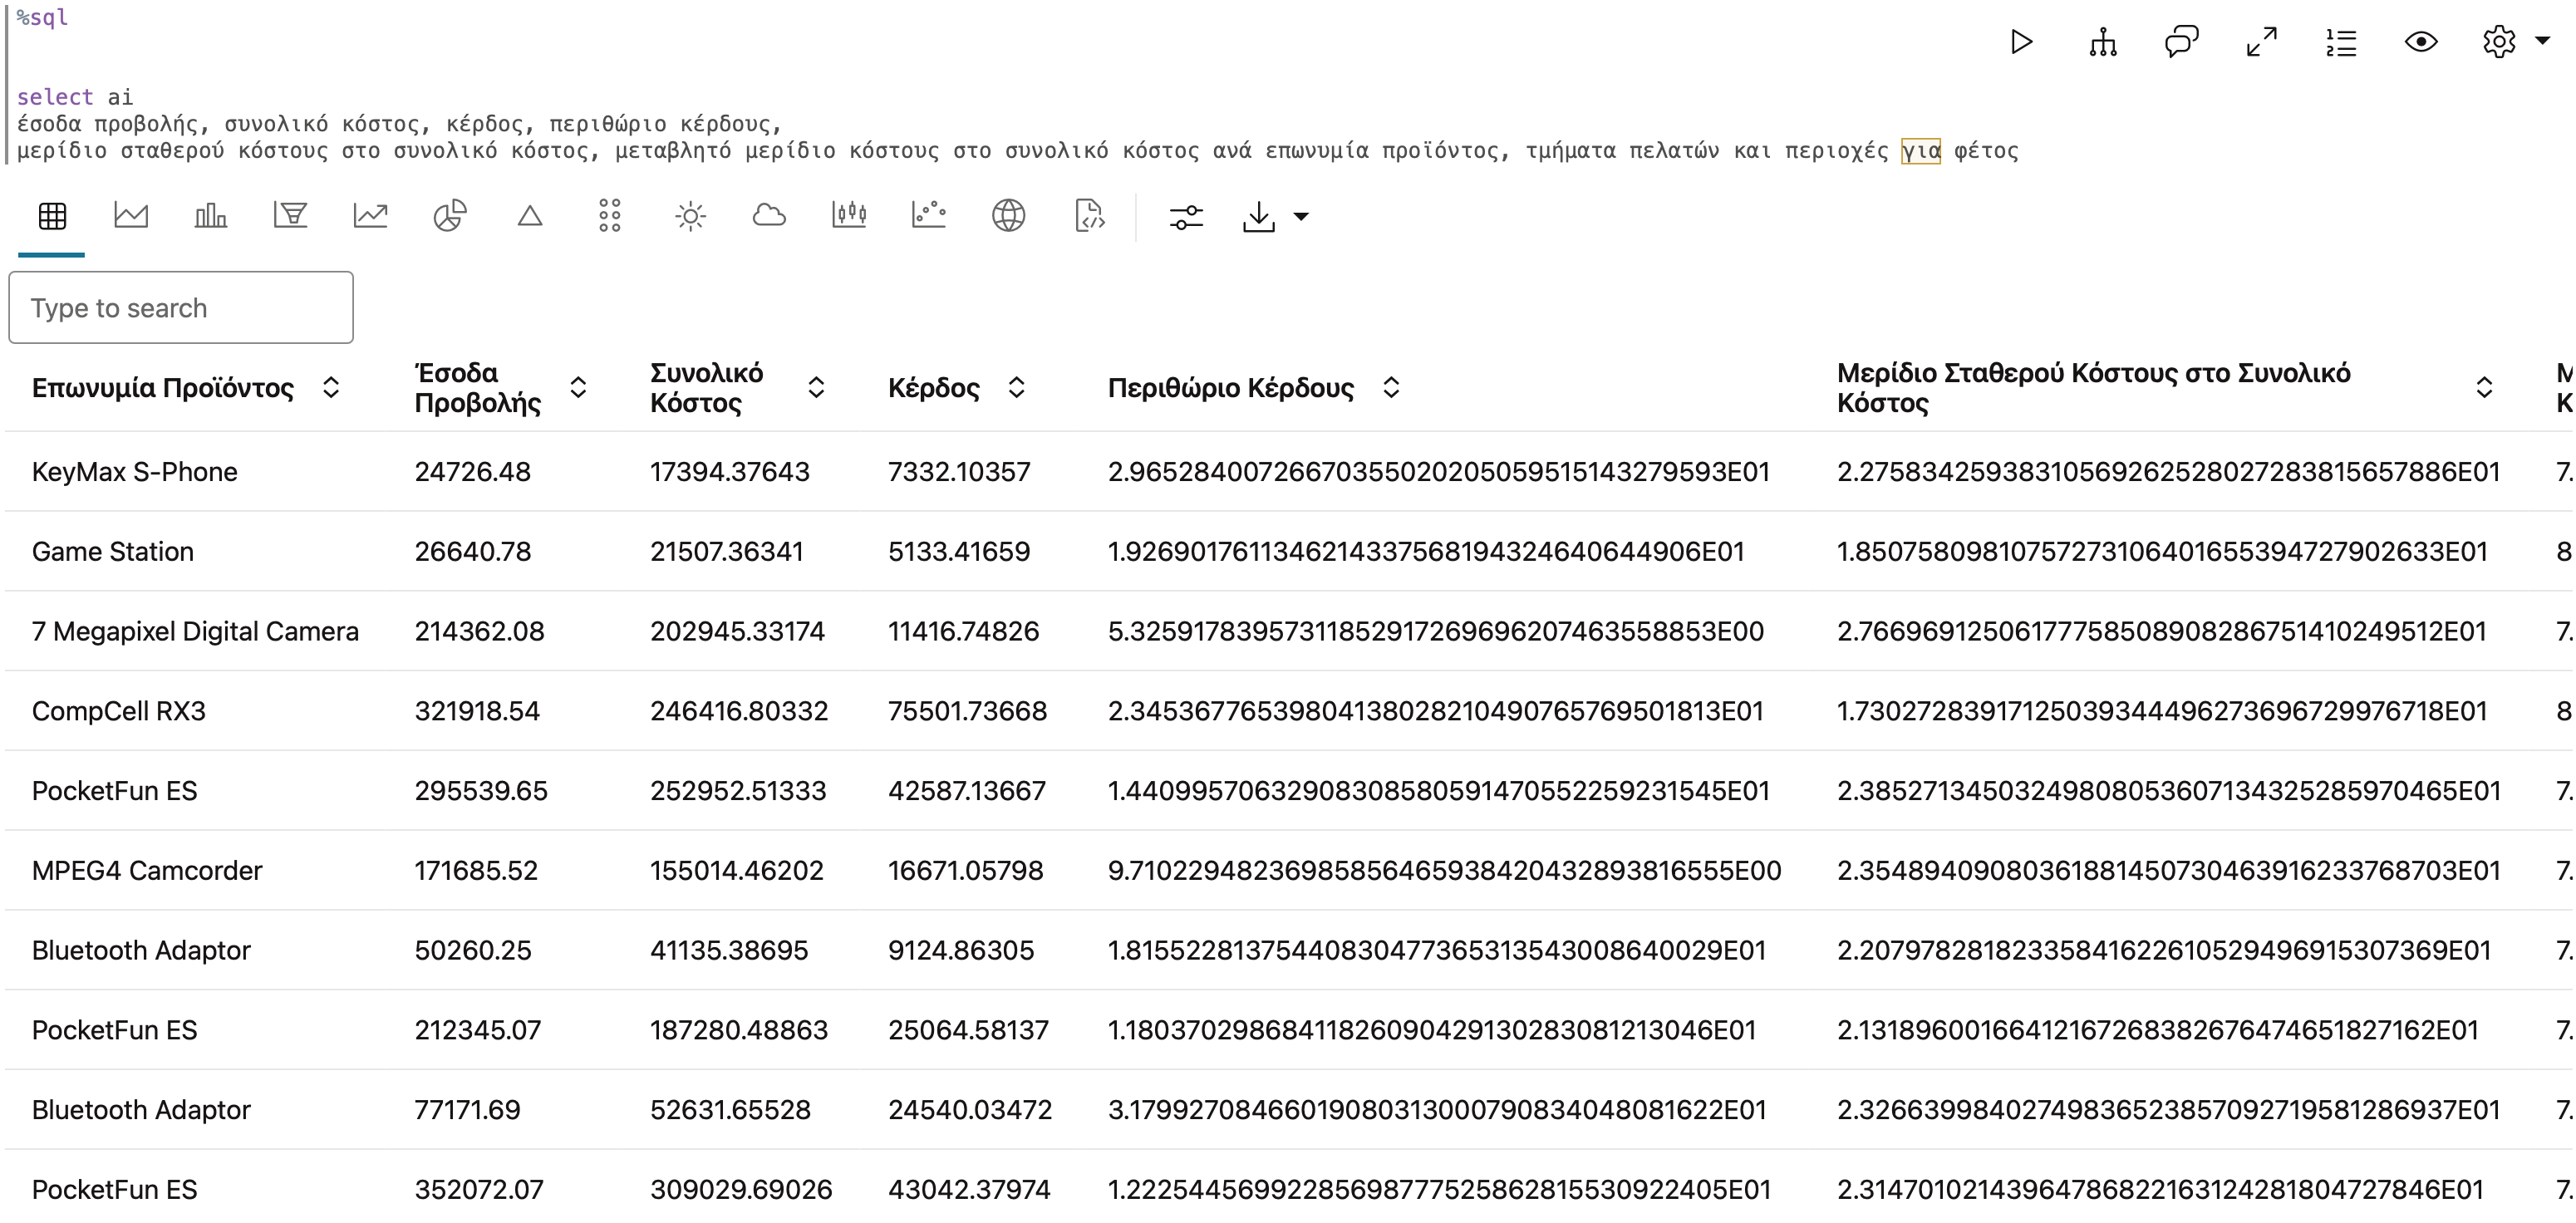 %sql
select ai
έσοδα προβολής, συνολικό κόστος, κέρδος, περιθώριο κέρδους,
μερίδιο σταθερού κόστους στο συνολικό κόστος, μεταβλητό μερίδιο κόστους στο συνολικό κόστος ανά επωνυμία προϊόντος, τμήματα πελατών και περιοχές για φέτος
Type to search
Επωνυμία Προϊόντος Έσοδα Προβολής Συνολικό Κόστος Κέρδος Περιθώριο Κέρδους Μερίδιο Σταθερού Κόστους στο Συνολικό Κόστος
KeyMax S-Phone 24726.48 17394.37643 7332.10357 2.96528400726670355020205059515143279593E01 2.27583425938310569262528027283815657886E01 7.
Game Station 26640.78 21507.36341 5133.41659 1.9269017611346214337568194324640644906E01 1.85075809810757273106401655394727902633E01 8
7 Megapixel Digital Camera 214362.08 202945.33174 11416.74826 5.32591783957311852917269696207463558853E00 2.76696912506177758508908286751410249512E01 7.
CompCell RX3 321918.54 246416.80332 75501.73668 2.34536776539804138028210490765769501813E01 1.73027283917125039344496273696729976718E01 8
PocketFun ES 295539.65 252952.51333 42587.13667 1.44099570632908308580591470552259231545E01 2.38527134503249808053607134325285970465E01 7.
MPEG4 Camcorder 171685.52 155014.46202 16671.05798 9.71022948236985856465938420432893816555E00 2.35489409080361881450730463916233768703E01 7.
Bluetooth Adaptor 50260.25 41135.38695 9124.86305 1.81552281375440830477365313543008640029E01 2.20797828182335841622610529496915307369E01 7.
PocketFun ES 212345.07 187280.48863 25064.58137 1.18037029868411826090429130283081213046E01 2.13189600166412167268382676474651827162E01 7.
Bluetooth Adaptor 77171.69 52631.65528 24540.03472 3.17992708466019080313000790834048081622E01 2.32663998402749836523857092719581286937E01 7.
PocketFun ES 352072.07 309029.69026 43042.37974 1.22254456992285698777525862815530922405E01 2.31470102143964786822163124281804727846E01 7.